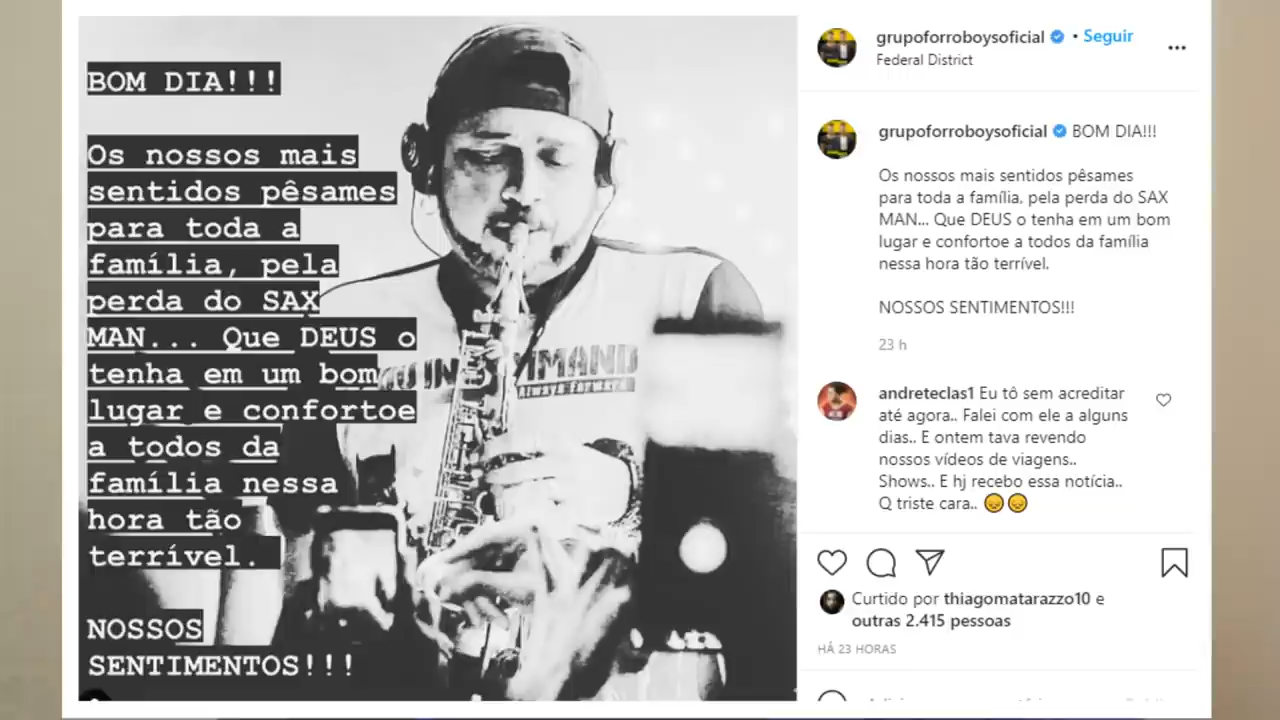 BOM DIA!!!
Os nossos mais
sentidos pêsames
para toda a
família, pela
perda do SAX
MAN... Que DEUS o
tenha em um bom
lugar e confortoe
a todos da
família nessa
hora tão
terrível.
NOSSOS
SENTIMENTOS!!!
MMAND
grupoforroboysoficial • Seguir
Federal District
grupoforroboysoficial BOM DIA!!!
Os nossos mais sentidos pêsames
para toda a família, pela perda do SAX
MAN... Que DEUS o tenha em um bom
lugar e confortoe a todos da família
nessa hora tão terrível.
NOSSOS SENTIMENTOS!!!
23 h
andreteclas1 Eu tô sem acreditar
até agora.. Falei com ele a alguns
dias.. E ontem tava revendo
nossos vídeos de viagens..
Shows.. E hj recebo essa notícia..
Q triste cara.. 😞😞
Curtido por thiagomatarazzo10 e
outras 2.415 pessoas
HÁ 23 HORAS